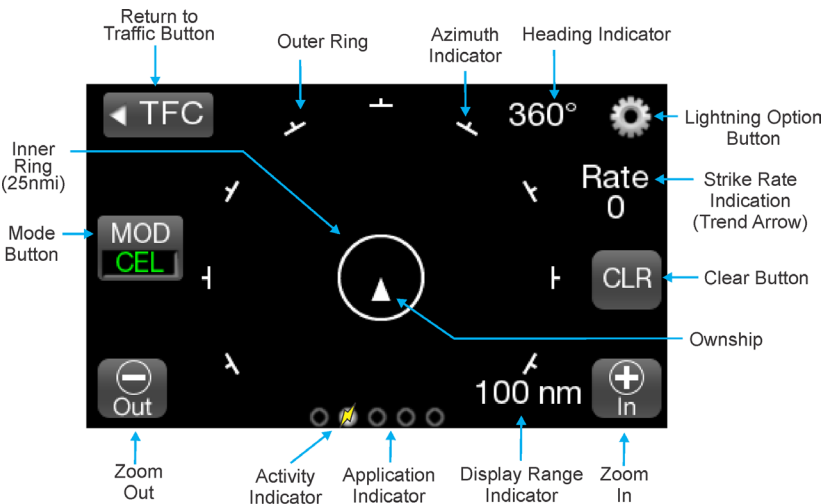 Return to
Traffic Button
Outer Ring
Azimuth
Indicator
Heading Indicator
TFC
360°
Lightning Option
Button
Inner
Ring
(25nmi)
Rate
0
Strike Rate
Indication
(Trend Arrow)
Mode
Button
MOD
CEL
CLR
Clear Button
Ownship
Out
100 nm
In
Zoom
Out
Activity
Indicator
Application
Indicator
Display Range
Indicator
Zoom
In